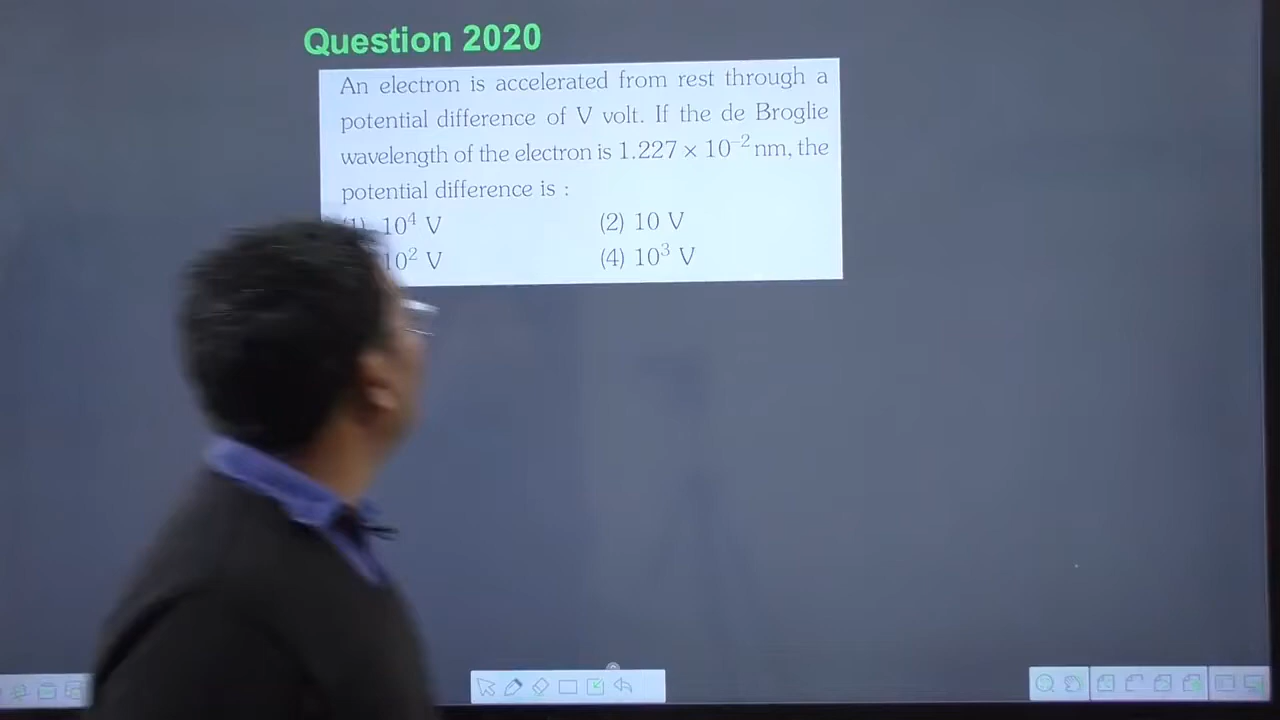 Question 2020
An electron is accelerated from rest through a
potential difference of V volt. If the de Broglie
wavelength of the electron is 1.227 × 10⁻² nm, the
potential difference is :
(1) 10⁴ V (2) 10 V
10² V (4) 10³ V